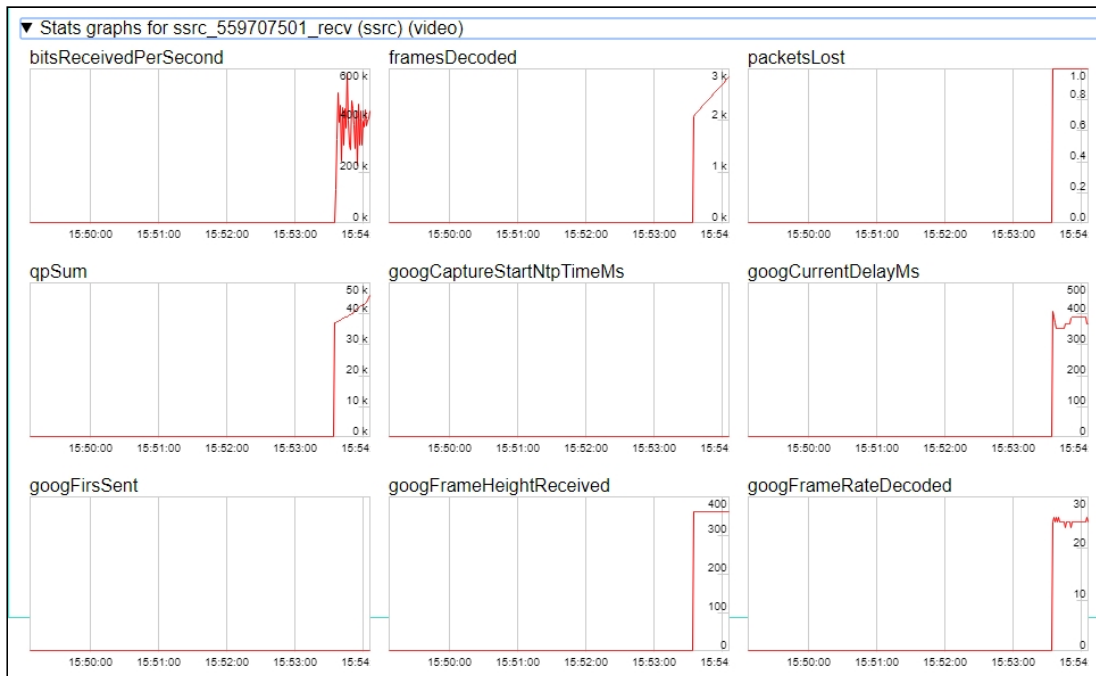 ▼ Stats graphs for ssrc_559707501_recv (ssrc) (video)
bitsReceivedPerSecond
600 k
400 k
200 k
0 k
15:50:00 15:51:00 15:52:00 15:53:00 15:54
framesDecoded
3 k
2 k
1 k
0 k
15:50:00 15:51:00 15:52:00 15:53:00 15:54
packetsLost
1.0
0.8
0.6
0.4
0.2
0.0
15:50:00 15:51:00 15:52:00 15:53:00 15:54
qpSum
50 k
40 k
30 k
20 k
10 k
0 k
15:50:00 15:51:00 15:52:00 15:53:00 15:54
googCaptureStartNtpTimeMs
15:50:00 15:51:00 15:52:00 15:53:00 15:54
googCurrentDelayMs
500
400
300
200
100
0
15:50:00 15:51:00 15:52:00 15:53:00 15:54
googFirsSent
15:50:00 15:51:00 15:52:00 15:53:00 15:54
googFrameHeightReceived
400
300
200
100
0
15:50:00 15:51:00 15:52:00 15:53:00 15:54
googFrameRateDecoded
30
20
10
0
15:50:00 15:51:00 15:52:00 15:53:00 15:54